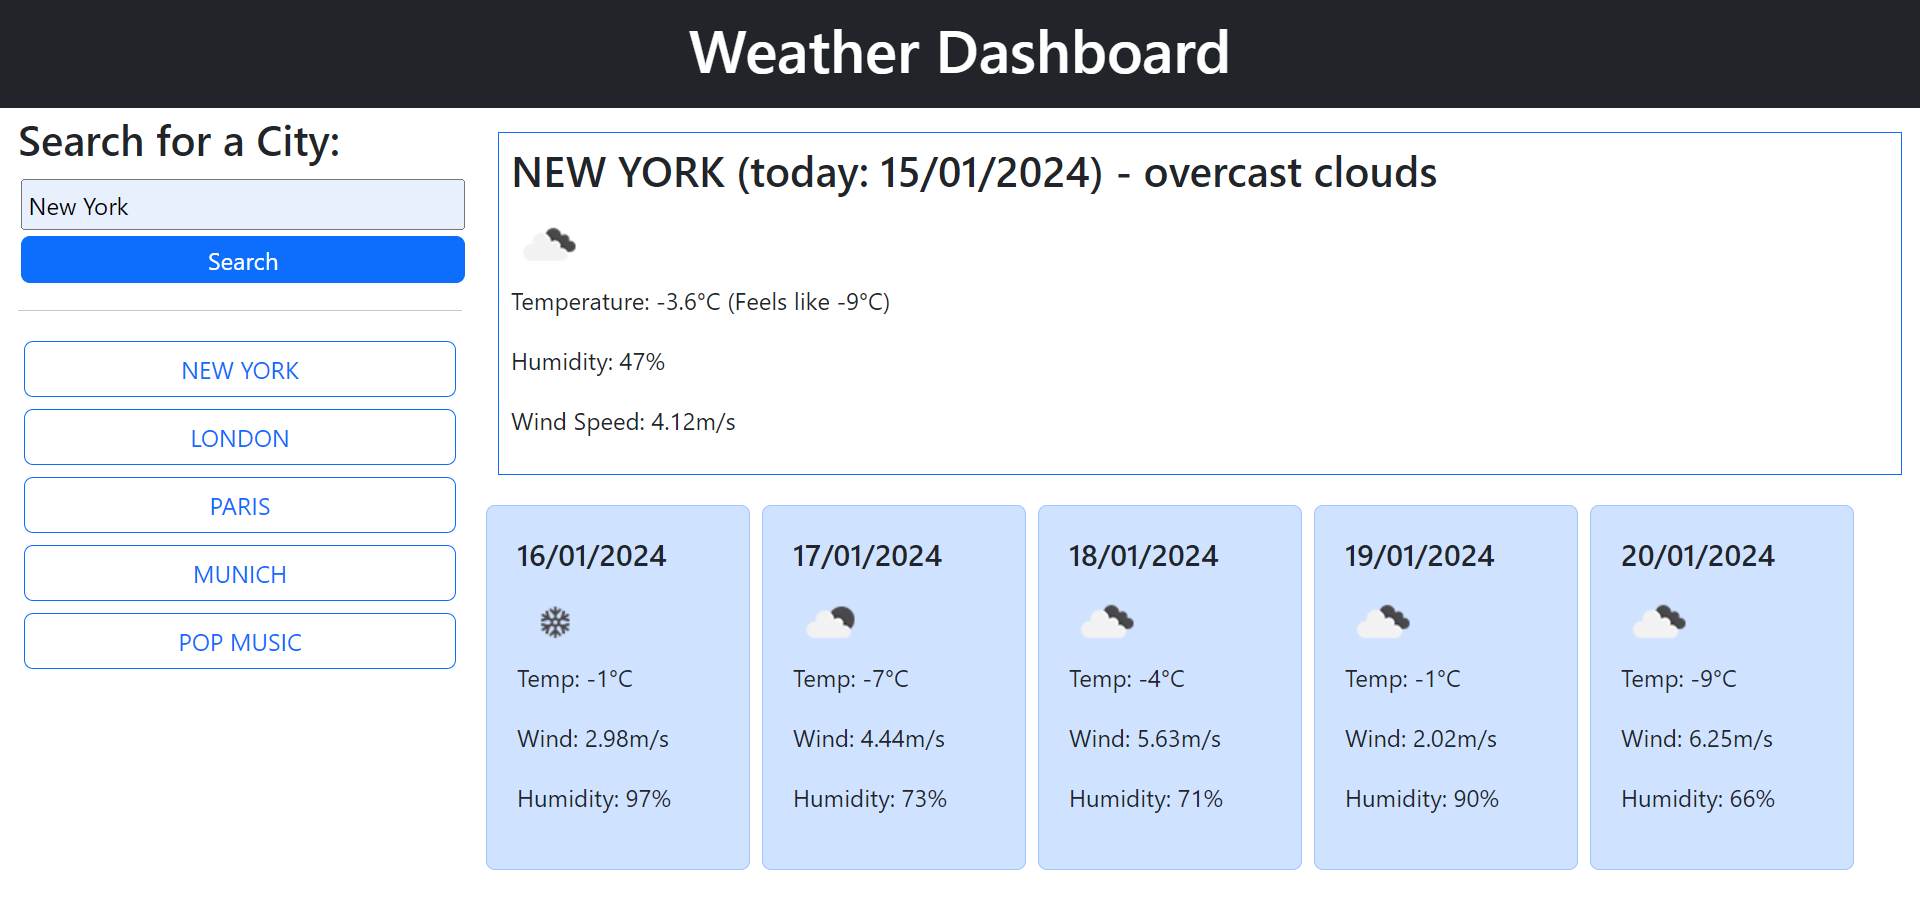 Weather Dashboard
Search for a City:
New York
Search
NEW YORK
LONDON
PARIS
MUNICH
POP MUSIC
NEW YORK (today: 15/01/2024) - overcast clouds
Temperature: -3.6°C (Feels like -9°C)
Humidity: 47%
Wind Speed: 4.12m/s
16/01/2024
Temp: -1°C
Wind: 2.98m/s
Humidity: 97%
17/01/2024
Temp: -7°C
Wind: 4.44m/s
Humidity: 73%
18/01/2024
Temp: -4°C
Wind: 5.63m/s
Humidity: 71%
19/01/2024
Temp: -1°C
Wind: 2.02m/s
Humidity: 90%
20/01/2024
Temp: -9°C
Wind: 6.25m/s
Humidity: 66%